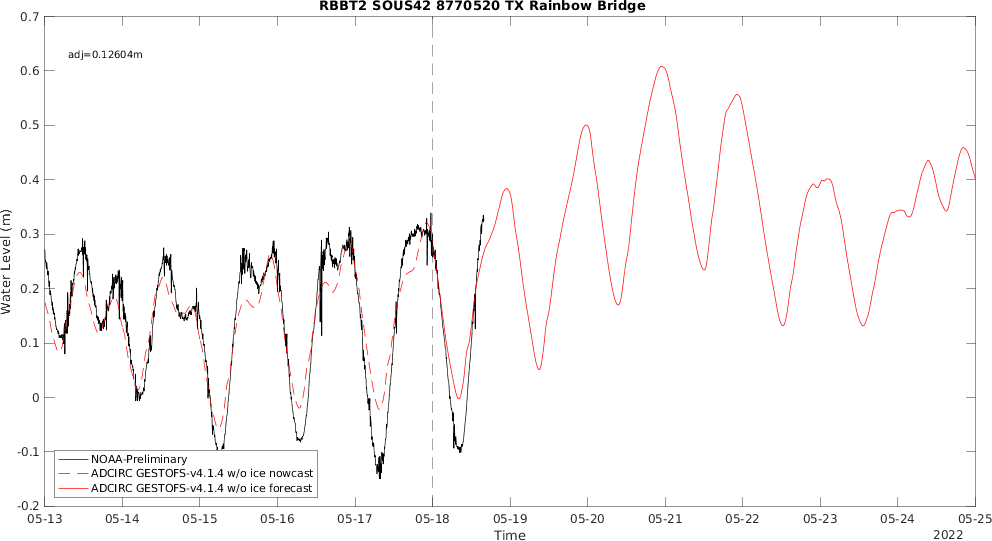 RBBT2 SOUS42 8770520 TX Rainbow Bridge
adj=0.12604m
Water Level (m)
0.7
0.6
0.5
0.4
0.3
0.2
0.1
0
-0.1
-0.2
NOAA-Preliminary
ADCIRC GESTOFS-v4.1.4 w/o ice nowcast
ADCIRC GESTOFS-v4.1.4 w/o ice forecast
05-13 05-14 05-15 05-16 05-17 05-18 05-19 05-20 05-21 05-22 05-23 05-24 05-25
Time
2022